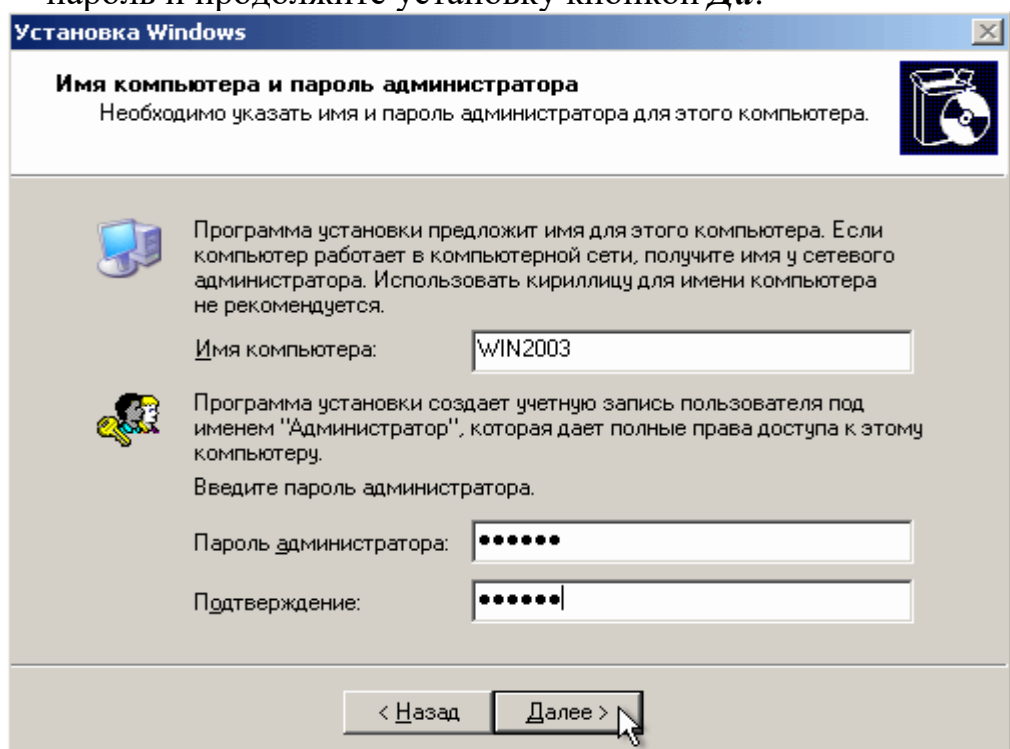 пароль и продолжите установку кнопкой Да.
Установка Windows
Имя компьютера и пароль администратора
Необходимо указать имя и пароль администратора для этого компьютера.
Программа установки предложит имя для этого компьютера. Если
компьютер работает в компьютерной сети, получите имя у сетевого
администратора. Использовать кириллицу для имени компьютера
не рекомендуется.
Имя компьютера: WIN2003
Программа установки создает учетную запись пользователя под
именем "Администратор", которая дает полные права доступа к этому
компьютеру.
Введите пароль администратора.
Пароль администратора: ••••••
Подтверждение: ••••••
< Назад Далее >